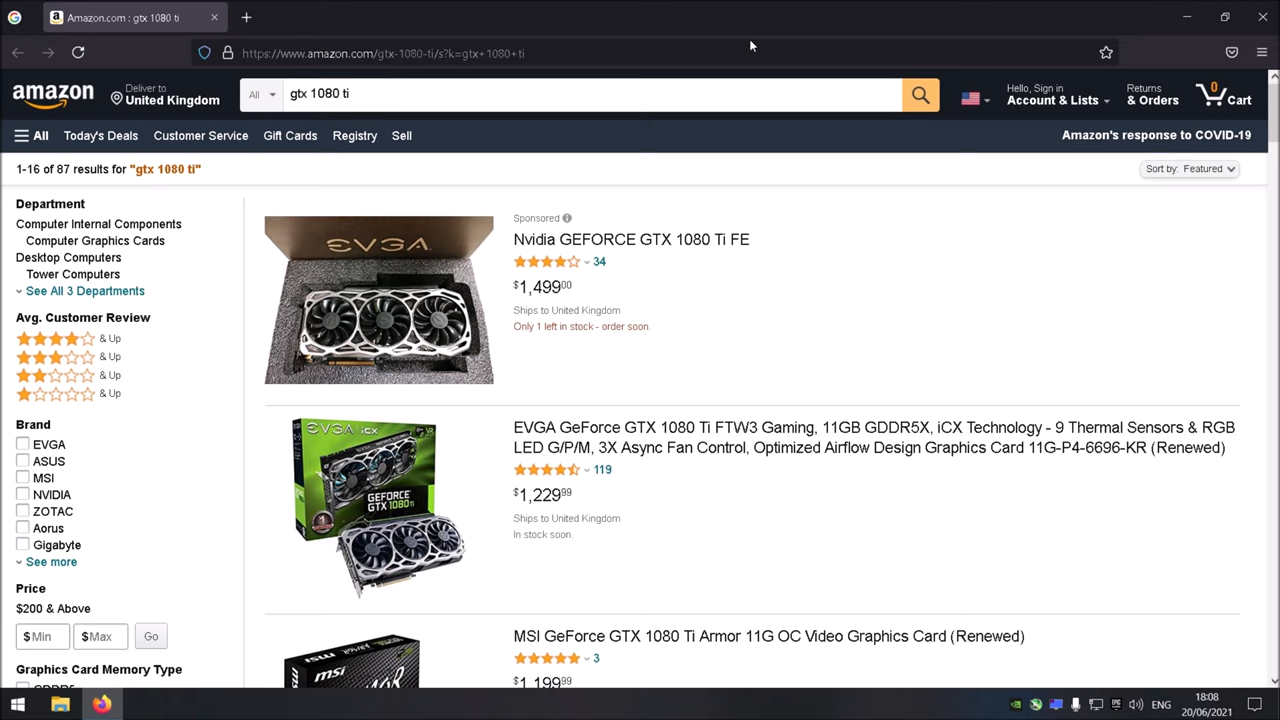 Amazon.com : gtx 1080 ti
https://www.amazon.com/gtx-1080-ti/s?k=gtx+1080+ti
amazon
Deliver to
United Kingdom
All
gtx 1080 ti
Hello, Sign in
Account & Lists
Returns
& Orders
0
Cart
All
Today's Deals
Customer Service
Gift Cards
Registry
Sell
Amazon's response to COVID-19
1-16 of 87 results for "gtx 1080 ti"
Sort by: Featured
Department
Computer Internal Components
Computer Graphics Cards
Desktop Computers
Tower Computers
See All 3 Departments
Avg. Customer Review
& Up
& Up
& Up
& Up
Brand
EVGA
ASUS
MSI
NVIDIA
ZOTAC
Aorus
Gigabyte
See more
Price
$200 & Above
$ Min
$ Max
Go
Graphics Card Memory Type
EVGA
Sponsored
Nvidia GEFORCE GTX 1080 Ti FE
34
$1,499.00
Ships to United Kingdom
Only 1 left in stock - order soon.
EVGA iCX
GEFORCE
GTX 1080Ti
EVGA GeForce GTX 1080 Ti FTW3 Gaming, 11GB GDDR5X, iCX Technology - 9 Thermal Sensors & RGB
LED G/P/M, 3X Async Fan Control, Optimized Airflow Design Graphics Card 11G-P4-6696-KR (Renewed)
119
$1,229.99
Ships to United Kingdom
In stock soon.
msi
MSI GeForce GTX 1080 Ti Armor 11G OC Video Graphics Card (Renewed)
3
$1,199.99
ENG
18:08
20/06/2021